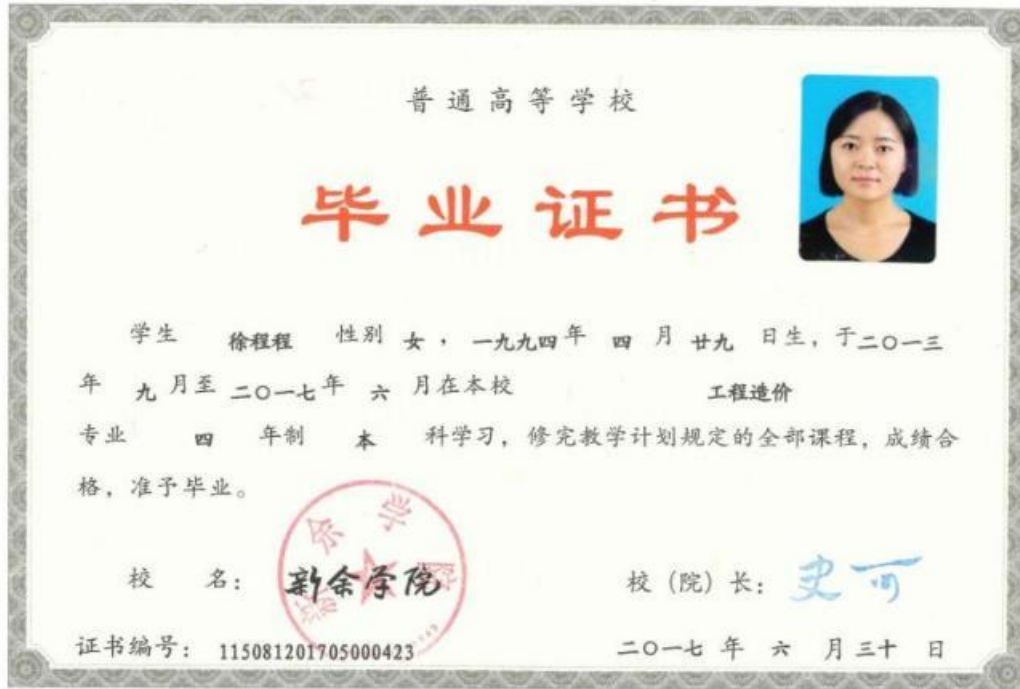 普通高等学校
毕业证书
学生 徐程程 性别 女，一九九四年 四 月 廿九 日生，于二〇一三
年 九 月至 二〇一七年 六 月在本校 工程造价
专业 四 年制 本 科学习，修完教学计划规定的全部课程，成绩合
格，准予毕业。
新余学院
校 名： 新余学院 校（院）长： 史可
证书编号： 115081201705000423 二〇一七 年 六 月三十 日